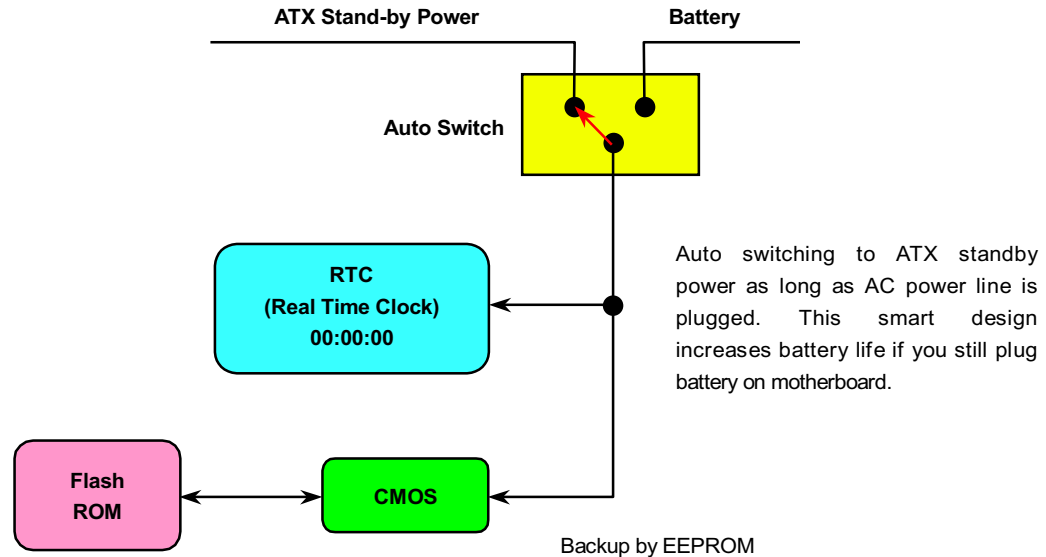 ATX Stand-by Power
Battery
Auto Switch
RTC
(Real Time Clock)
00:00:00
Auto switching to ATX standby
power as long as AC power line is
plugged. This smart design
increases battery life if you still plug
battery on motherboard.
Flash
ROM
CMOS
Backup by EEPROM